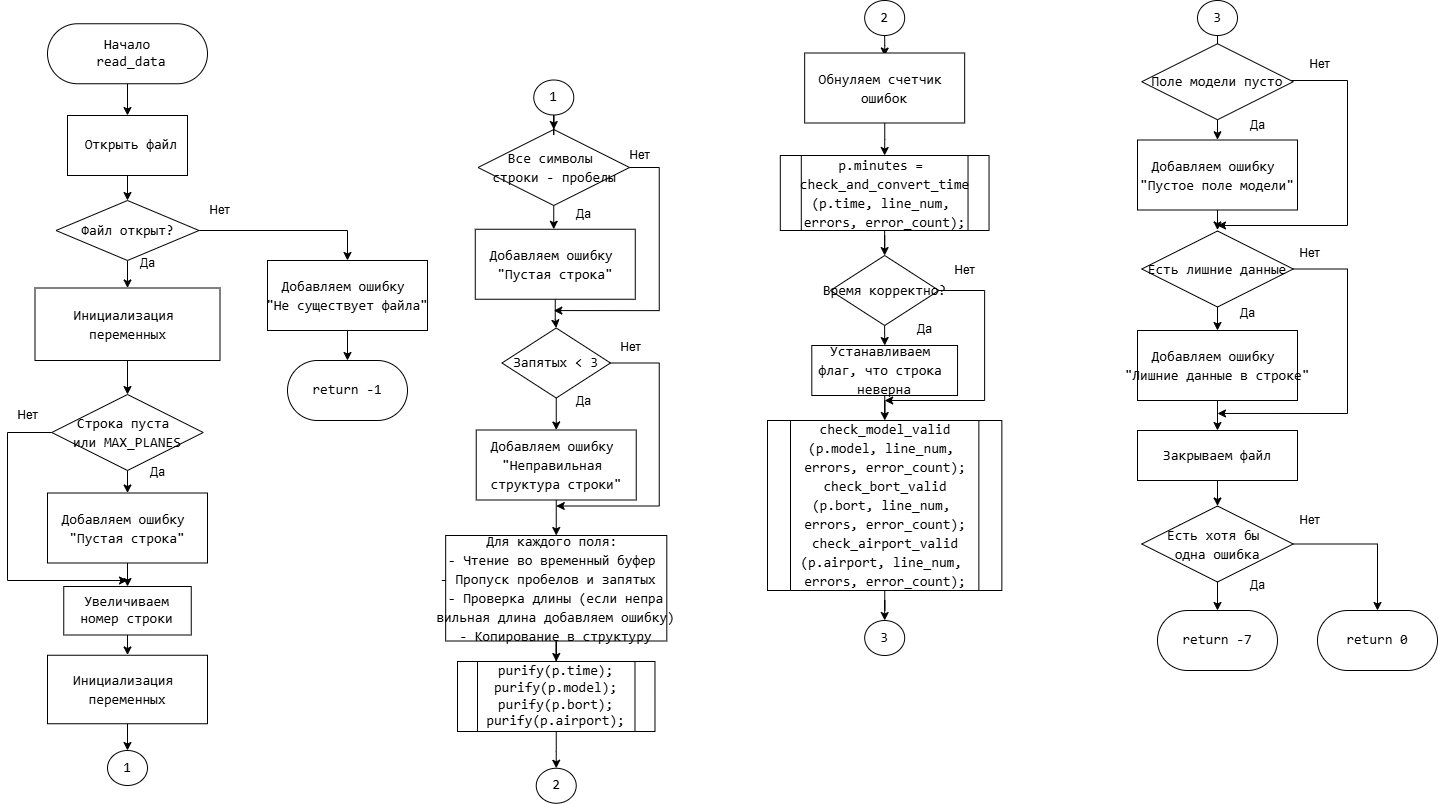 Начало
read_data
Открыть файл
Файл открыт?
Нет
Да
Добавляем ошибку
"Не существует файла"
return -1
Инициализация
переменных
Строка пуста
или MAX_PLANES
Нет
Да
Добавляем ошибку
"Пустая строка"
Увеличиваем
номер строки
Инициализация
переменных
1
1
Все символы
строки - пробелы
Нет
Да
Добавляем ошибку
"Пустая строка"
Запятых < 3
Нет
Да
Добавляем ошибку
"Неправильная
структура строки"
Для каждого поля:
- Чтение во временный буфер
- Пропуск пробелов и запятых
- Проверка длины (если непра
вильная длина добавляем ошибку)
- Копирование в структуру
purify(p.time);
purify(p.model);
purify(p.bort);
purify(p.airport);
2
2
Обнуляем счетчик
ошибок
p.minutes =
check_and_convert_time
(p.time, line_num,
errors, error_count);
Время корректно?
Нет
Да
Устанавливаем
флаг, что строка
неверна
check_model_valid
(p.model, line_num,
errors, error_count);
check_bort_valid
(p.bort, line_num,
errors, error_count);
check_airport_valid
(p.airport, line_num,
errors, error_count);
3
3
Поле модели пусто
Нет
Да
Добавляем ошибку
"Пустое поле модели"
Есть лишние данные
Нет
Да
Добавляем ошибку
"Лишние данные в строке"
Закрываем файл
Есть хотя бы
одна ошибка
Нет
Да
return -7
return 0